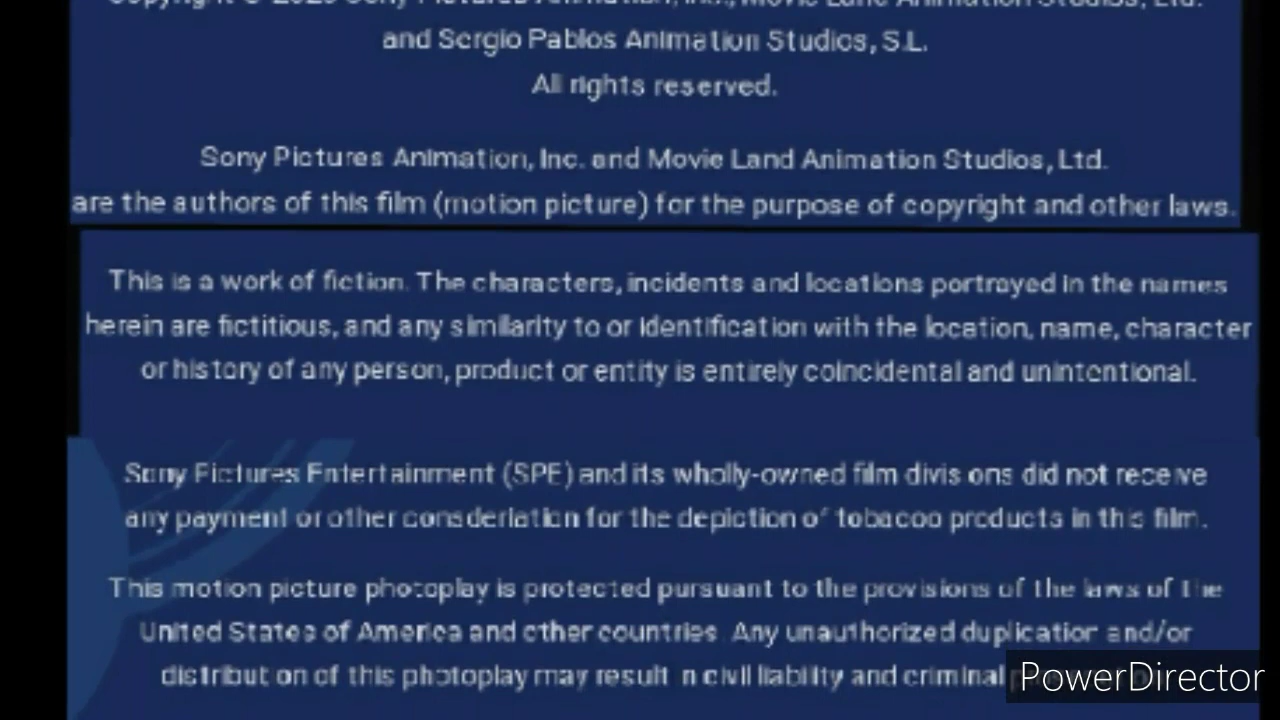 and Sergio Pablos Animation Studios, S.L.
All rights reserved.
Sony Pictures Animation, Inc. and Movie Land Animation Studios, Ltd.
are the authors of this film (motion picture) for the purpose of copyright and other laws.
This is a work of fiction. The characters, incidents and locations portrayed in the names
herein are fictitious, and any similarity to or identification with the location, name, character
or history of any person, product or entity is entirely coincidental and unintentional.
Sony Pictures Entertainment (SPE) and its wholly-owned film divis ons did not receive
any payment or other consderiation for the depiction of tobacoo products in this film.
This motion picture photoplay is protected pursuant to the provisions of the laws of the
United States of America and other countries. Any unauthorized duplication and/or
distribution of this photoplay may result in civil liability and criminal
PowerDirector